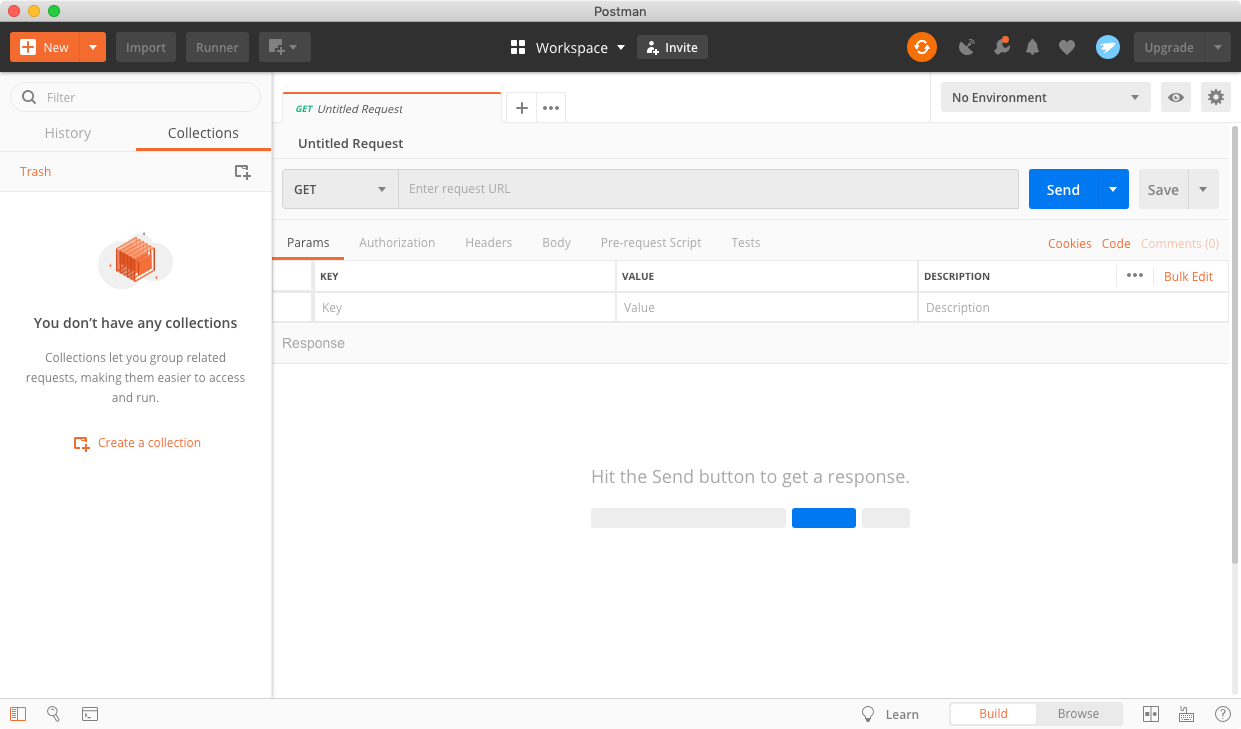 Postman
New
Import
Runner
Workspace
Invite
Upgrade
Filter
History
Collections
Trash
You don’t have any collections
Collections let you group related
requests, making them easier to access
and run.
Create a collection
GET Untitled Request
No Environment
Untitled Request
GET
Enter request URL
Send
Save
Params
Authorization
Headers
Body
Pre-request Script
Tests
Cookies
Code
Comments (0)
KEY
VALUE
DESCRIPTION
Bulk Edit
Key
Value
Description
Response
Hit the Send button to get a response.
Learn
Build
Browse